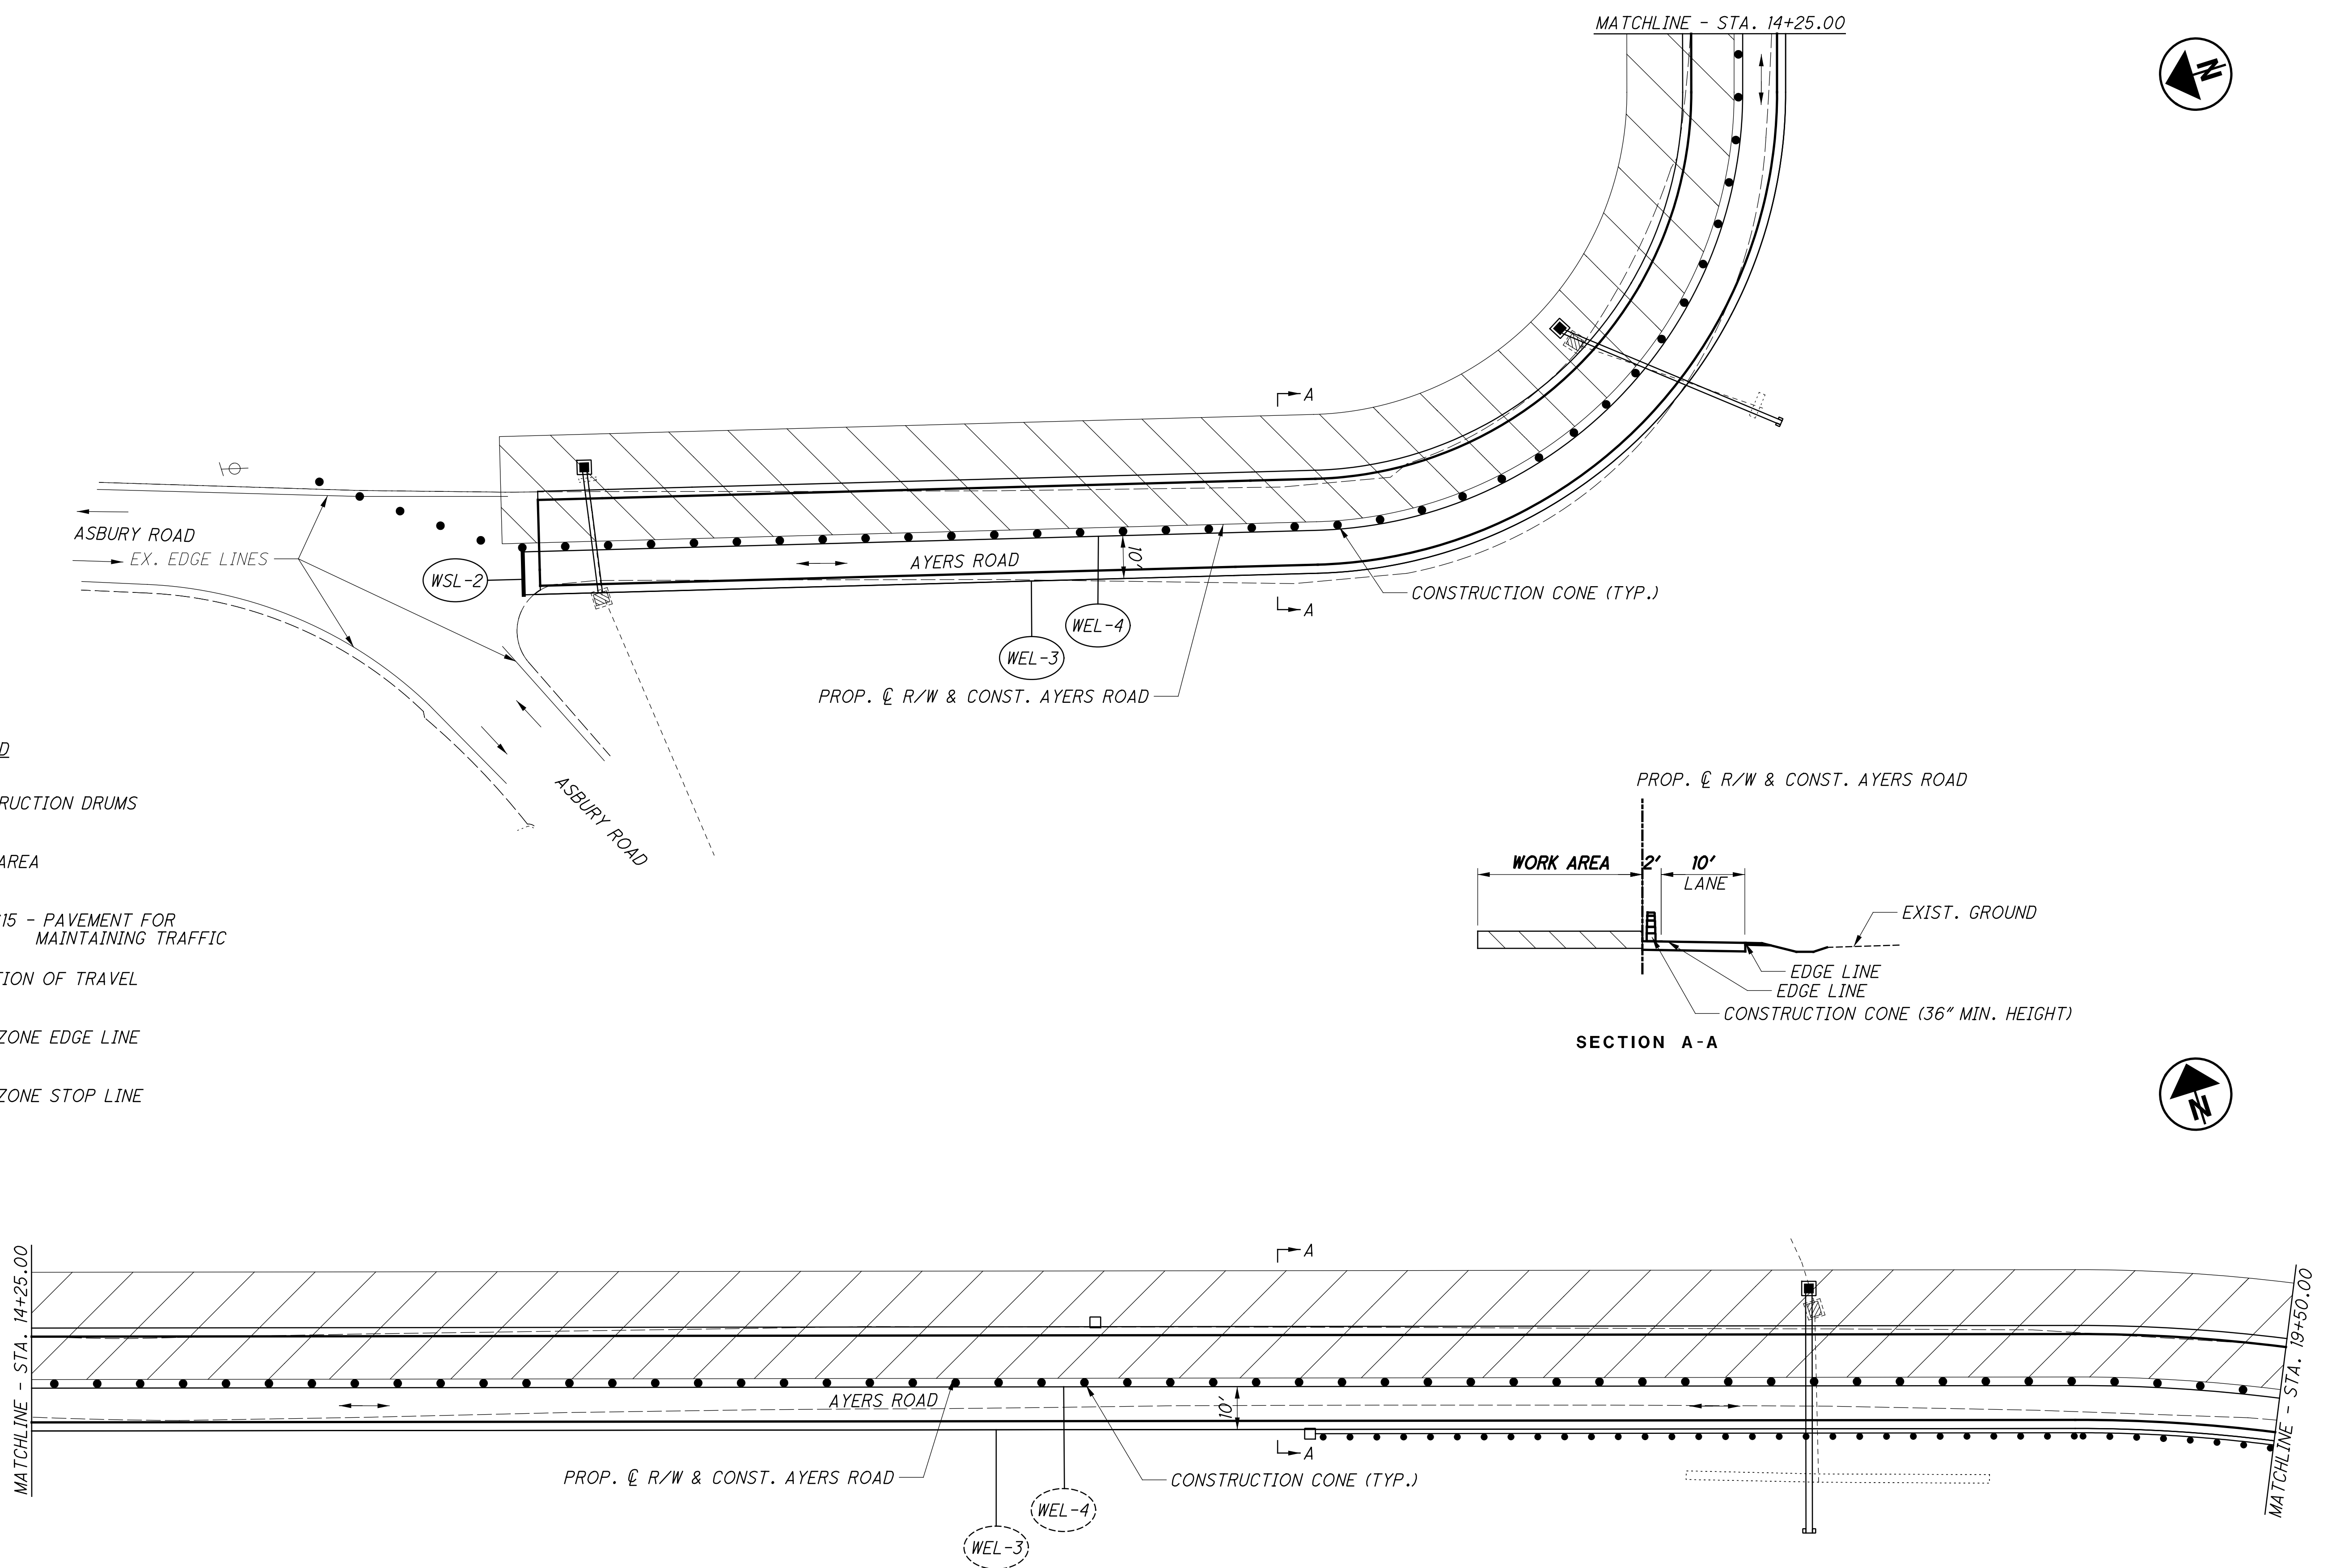 MATCHLINE - STA. 14+25.00
N
A
ASBURY ROAD
EX. EDGE LINES
WSL-2
AYERS ROAD
10'
CONSTRUCTION CONE (TYP.)
A
WEL-4
WEL-3
PROP. ℄ R/W & CONST. AYERS ROAD
ASBURY ROAD
D
RUCTION DRUMS
AREA
15 - PAVEMENT FOR
MAINTAINING TRAFFIC
TION OF TRAVEL
ZONE EDGE LINE
ZONE STOP LINE
PROP. ℄ R/W & CONST. AYERS ROAD
WORK AREA
2'
10'
LANE
EXIST. GROUND
EDGE LINE
EDGE LINE
CONSTRUCTION CONE (36" MIN. HEIGHT)
SECTION A-A
N
MATCHLINE - STA. 14+25.00
A
AYERS ROAD
10'
MATCHLINE - STA. 19+50.00
A
PROP. ℄ R/W & CONST. AYERS ROAD
CONSTRUCTION CONE (TYP.)
WEL-4
WEL-3